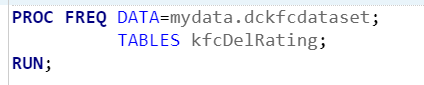 PROC FREQ DATA=mydata.dckfcdataset;
TABLES kfcDelRating;
RUN;